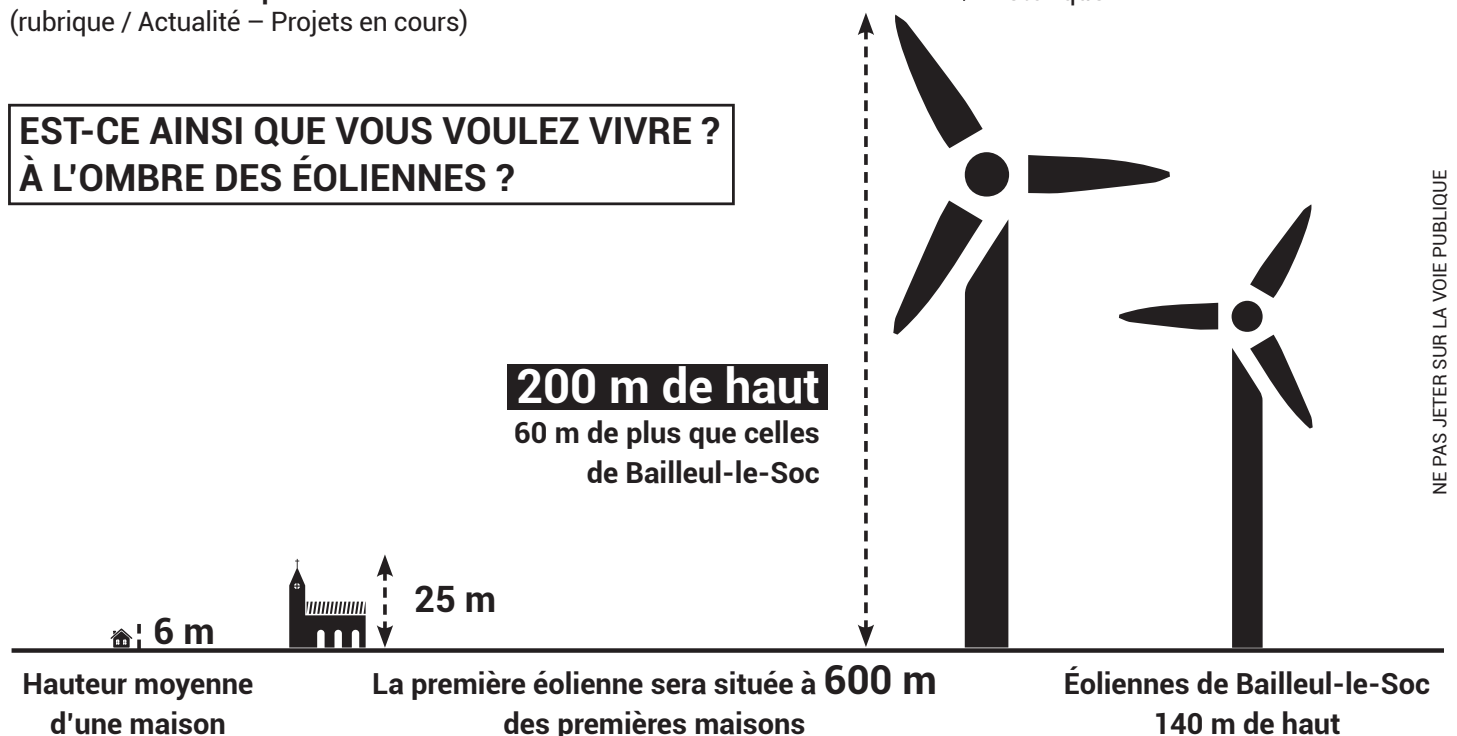 (rubrique / Actualité – Projets en cours)
EST-CE AINSI QUE VOUS VOULEZ VIVRE ?
À L'OMBRE DES ÉOLIENNES ?
200 m de haut
60 m de plus que celles
de Bailleul-le-Soc
25 m
6 m
Hauteur moyenne
d'une maison
La première éolienne sera située à 600 m
des premières maisons
Éoliennes de Bailleul-le-Soc
140 m de haut
NE PAS JETER SUR LA VOIE PUBLIQUE